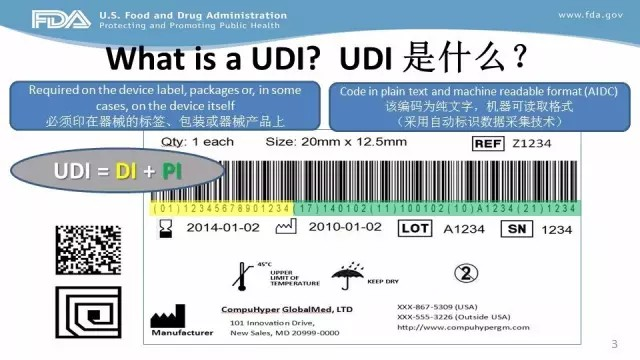 FDA U.S. Food and Drug Administration
Protecting and Promoting Public Health
www.fda.gov
What is a UDI? UDI 是什么？
Required on the device label, packages or, in some
cases, on the device itself
必须印在器械的标签、包装或器械产品上
Code in plain text and machine readable format (AIDC)
该编码为纯文字，机器可读取格式
（采用自动标识数据采集技术）
Qty: 1 each Size: 20mm x 12.5mm REF Z1234
UDI = DI + PI
(01)12345678901234(17)140102(11)100102(10)A1234(21)1234
2014-01-02 2010-01-02 LOT A1234 SN 1234
45°C
UPPER
LIMIT OF
TEMPERATURE
KEEP DRY
2
Manufacturer
CompuHyper GlobalMed, LTD
101 Innovation Drive,
New Sales, MD 20999-0000
XXX-867-5309 (USA)
XXX-555-3226 (Outside USA)
http://www.compuhypergm.com
3